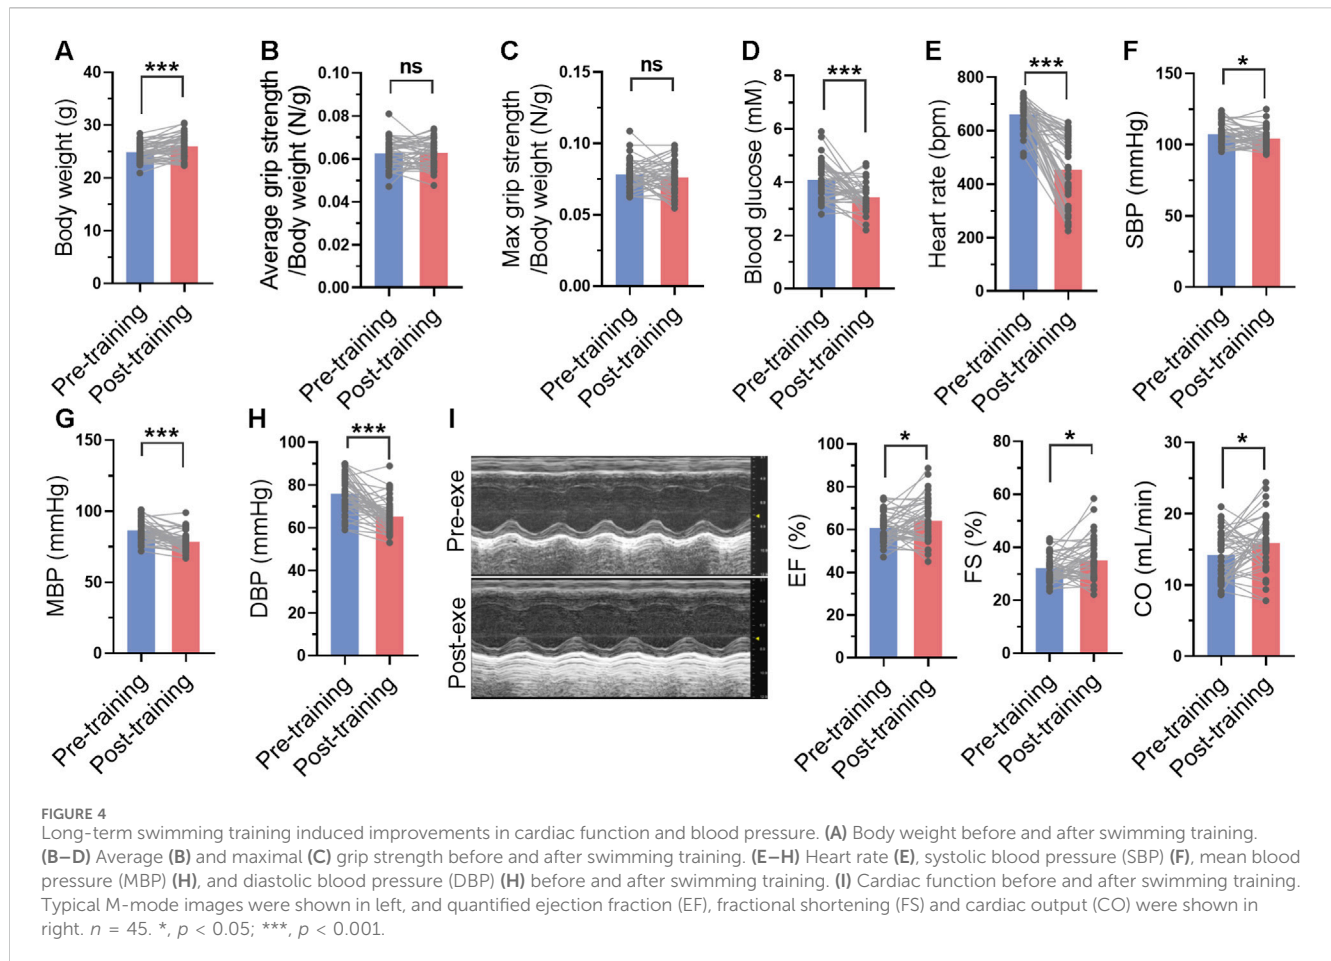 A
Body weight (g)
40
30
20
10
0
***
Pre-training
Post-training
B
Average grip strength
/Body weight (N/g)
0.10
0.08
0.06
0.04
0.02
0.00
ns
Pre-training
Post-training
C
Max grip strength
/Body weight (N/g)
0.15
0.10
0.05
0.00
ns
Pre-training
Post-training
D
Blood glucose (mM)
8
6
4
2
0
***
Pre-training
Post-training
E
Heart rate (bpm)
800
600
400
200
0
***
Pre-training
Post-training
F
SBP (mmHg)
150
100
50
0
*
Pre-training
Post-training
G
MBP (mmHg)
150
100
50
0
***
Pre-training
Post-training
H
DBP (mmHg)
100
80
60
40
20
0
***
Pre-training
Post-training
I
Pre-exe
Post-exe
EF (%)
100
80
60
40
20
0
*
Pre-training
Post-training
FS (%)
80
60
40
20
0
*
Pre-training
Post-training
CO (mL/min)
30
20
10
0
*
Pre-training
Post-training
FIGURE 4
Long-term swimming training induced improvements in cardiac function and blood pressure. (A) Body weight before and after swimming training.
(B–D) Average (B) and maximal (C) grip strength before and after swimming training. (E–H) Heart rate (E), systolic blood pressure (SBP) (F), mean blood
pressure (MBP) (H), and diastolic blood pressure (DBP) (H) before and after swimming training. (I) Cardiac function before and after swimming training.
Typical M-mode images were shown in left, and quantified ejection fraction (EF), fractional shortening (FS) and cardiac output (CO) were shown in
right. n = 45. *, p < 0.05; ***, p < 0.001.